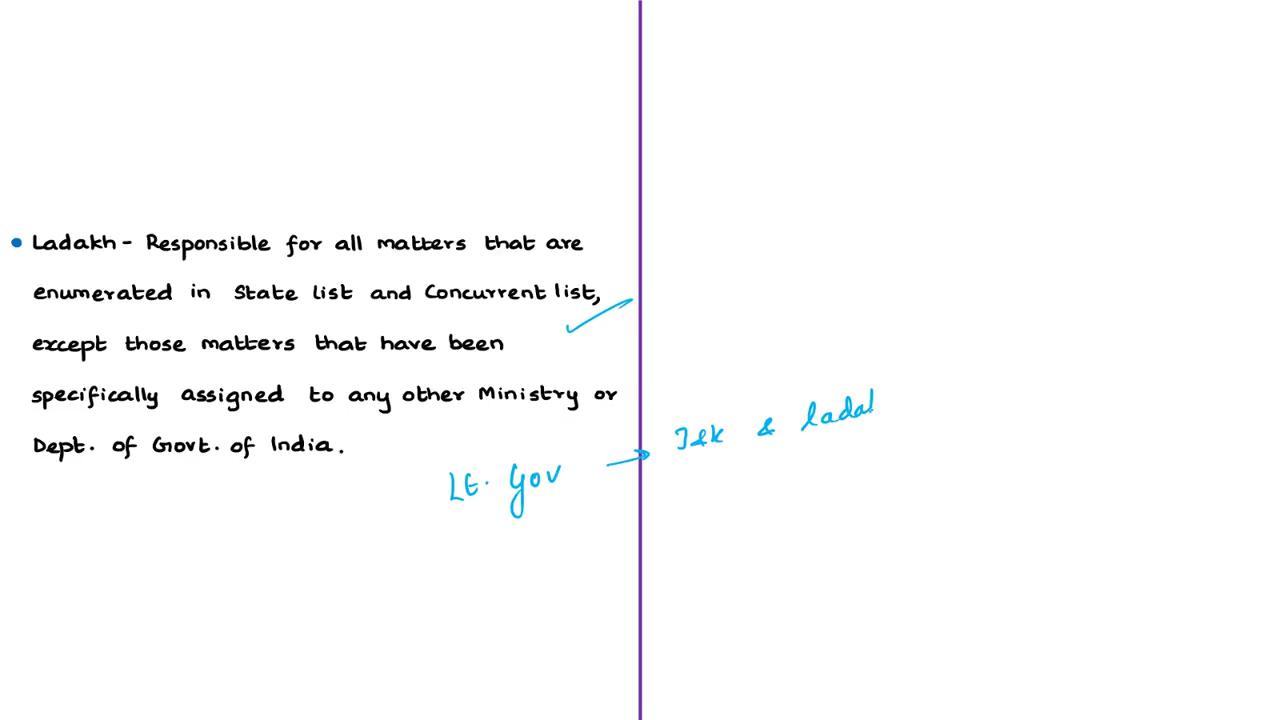 Ladakh - Responsible for all matters that are
enumerated in State list and Concurrent list,
except those matters that have been
specifically assigned to any other Ministry or
Dept. of Govt. of India.
Lt. Gov → J&k & ladak